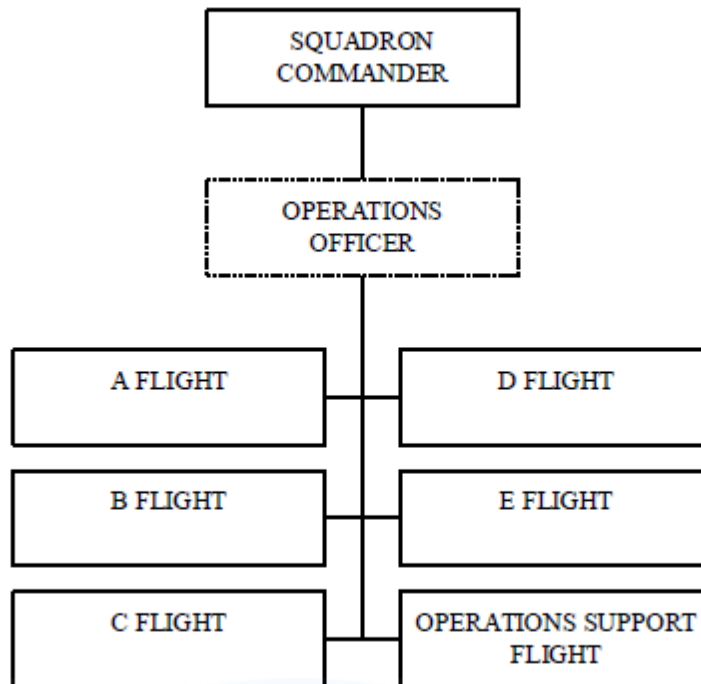 SQUADRON
COMMANDER
OPERATIONS
OFFICER
A FLIGHT
D FLIGHT
B FLIGHT
E FLIGHT
C FLIGHT
OPERATIONS SUPPORT
FLIGHT